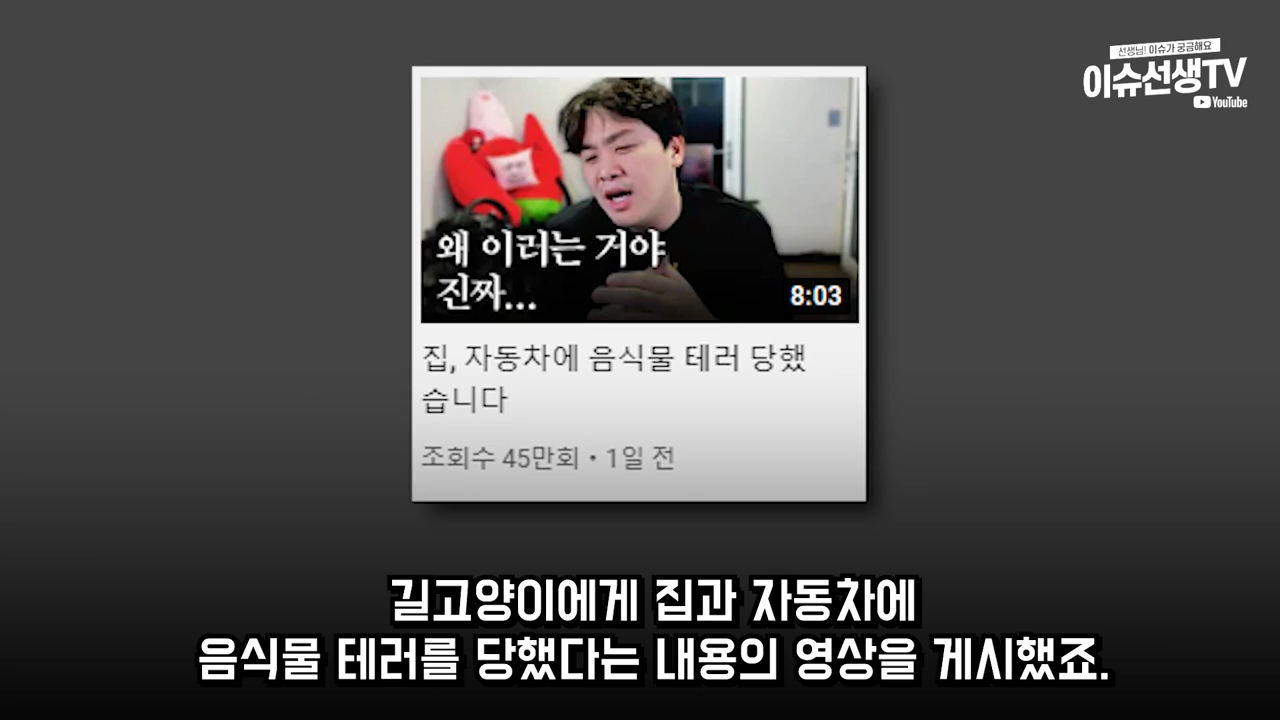 선생님! 이슈가 궁금해요
이슈선생TV
YouTube
왜 이러는 거야
진짜...
8:03
집, 자동차에 음식물 테러 당했
습니다
조회수 45만회 • 1일 전
길고양이에게 집과 자동차에
음식물 테러를 당했다는 내용의 영상을 게시했죠.